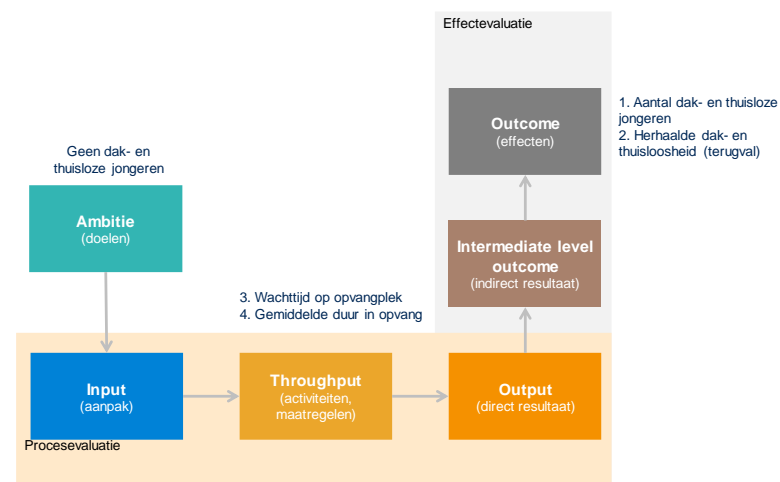 Effectevaluatie
Outcome
(effecten)
1. Aantal dak- en thuisloze
jongeren
2. Herhaalde dak- en
thuisloosheid (terugval)
Geen dak- en
thuisloze jongeren
Ambitie
(doelen)
Intermediate level
outcome
(indirect resultaat)
3. Wachttijd op opvangplek
4. Gemiddelde duur in opvang
Input
(aanpak)
Throughput
(activiteiten,
maatregelen)
Output
(direct resultaat)
Procesevaluatie